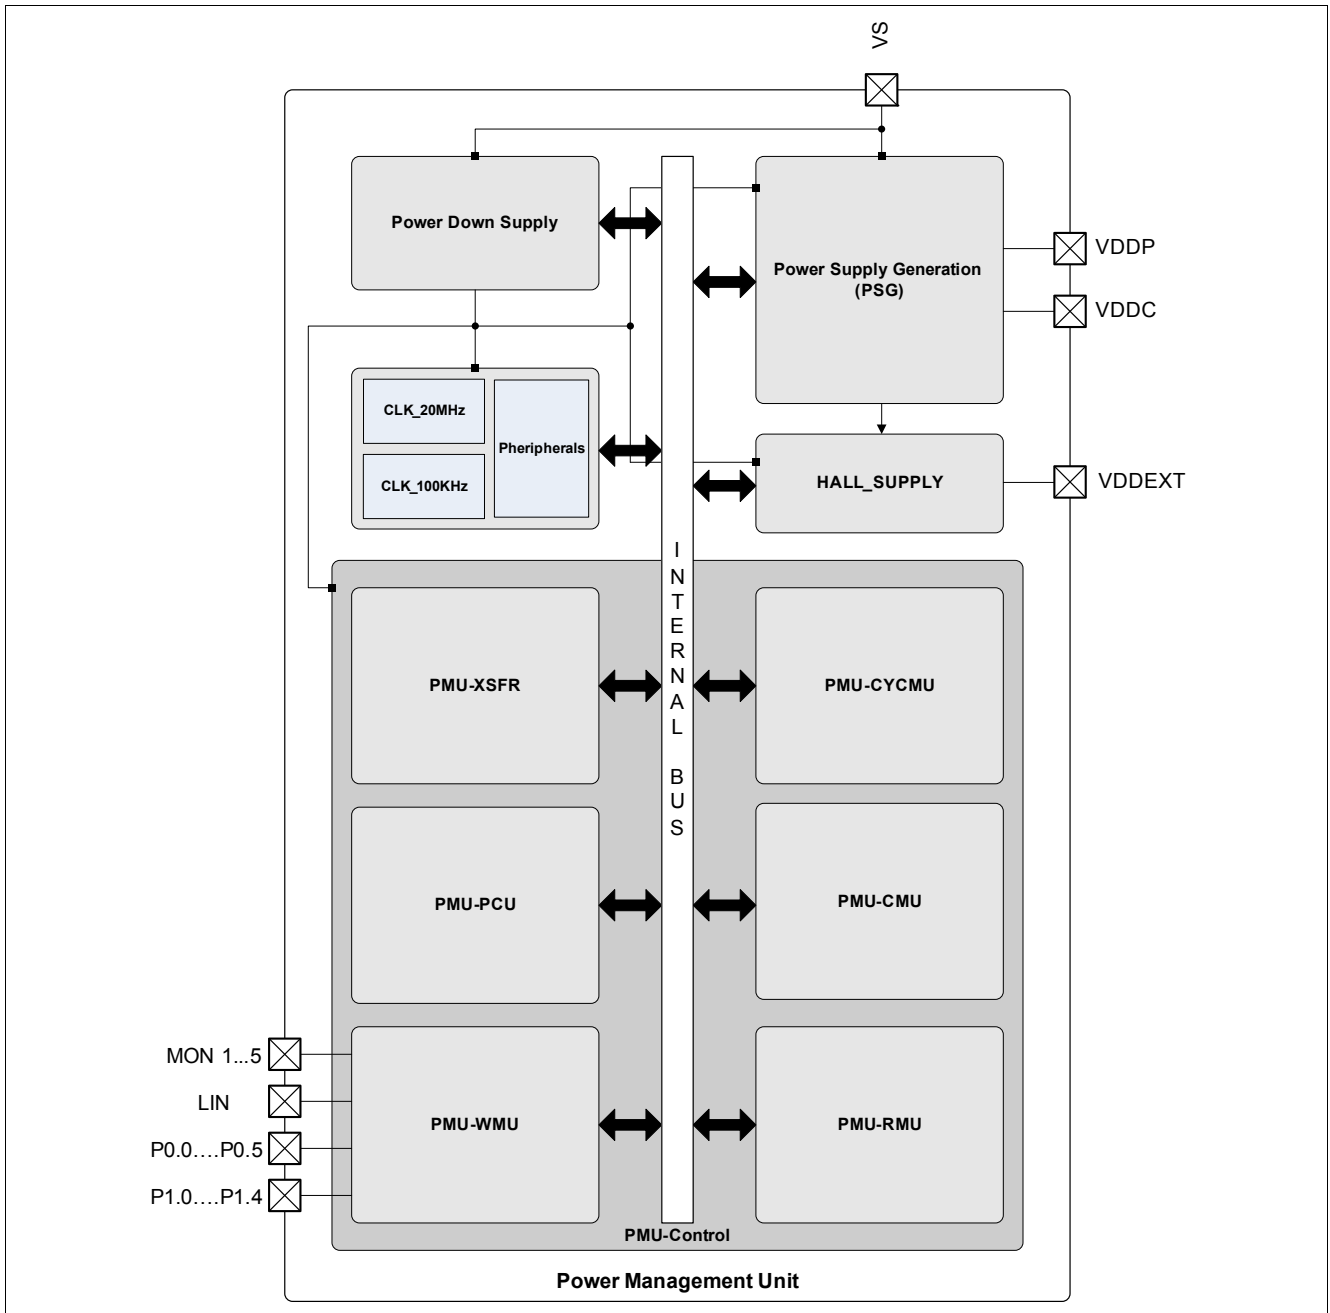 VS
Power Down Supply
Power Supply Generation
(PSG)
VDDP
VDDC
CLK_20MHz
CLK_100KHz
Pheripherals
HALL_SUPPLY
VDDEXT
INTERNAL BUS
PMU-XSFR
PMU-CYCMU
PMU-PCU
PMU-CMU
MON 1...5
LIN
P0.0....P0.5
P1.0....P1.4
PMU-WMU
PMU-RMU
PMU-Control
Power Management Unit